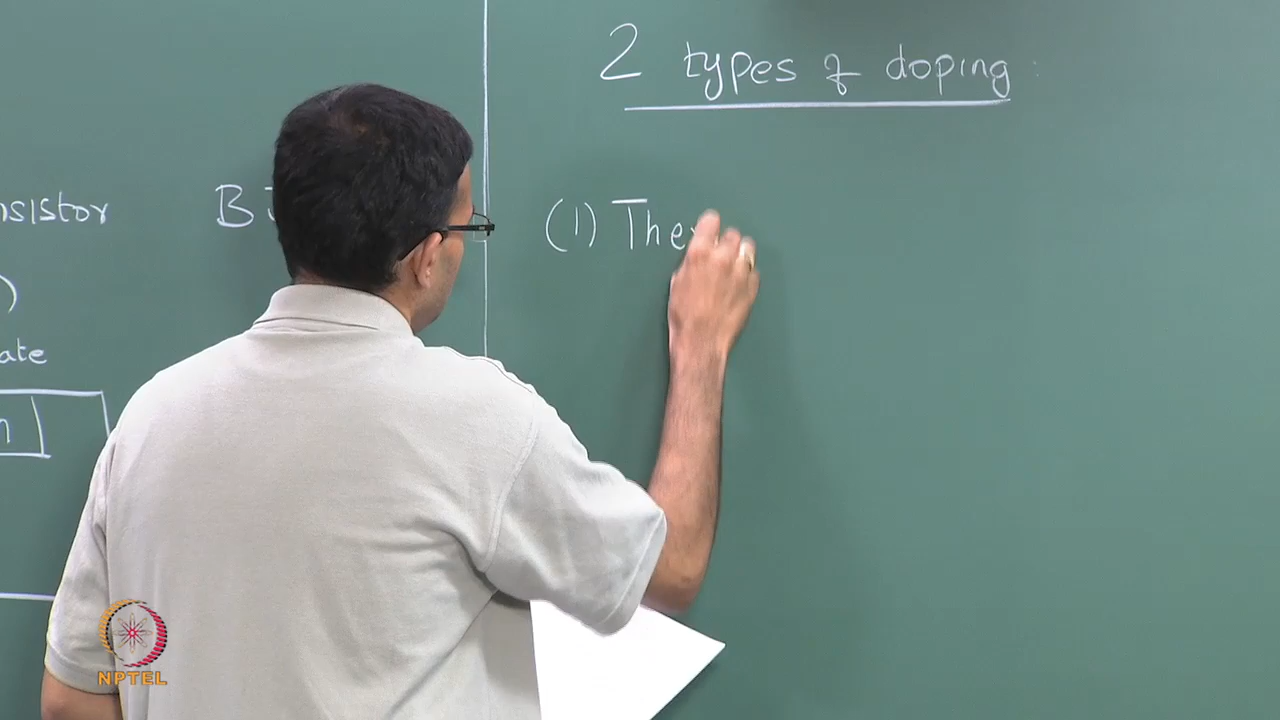 nsistor
B
)
ate
n
2 types of doping:
(1) The
NPTEL